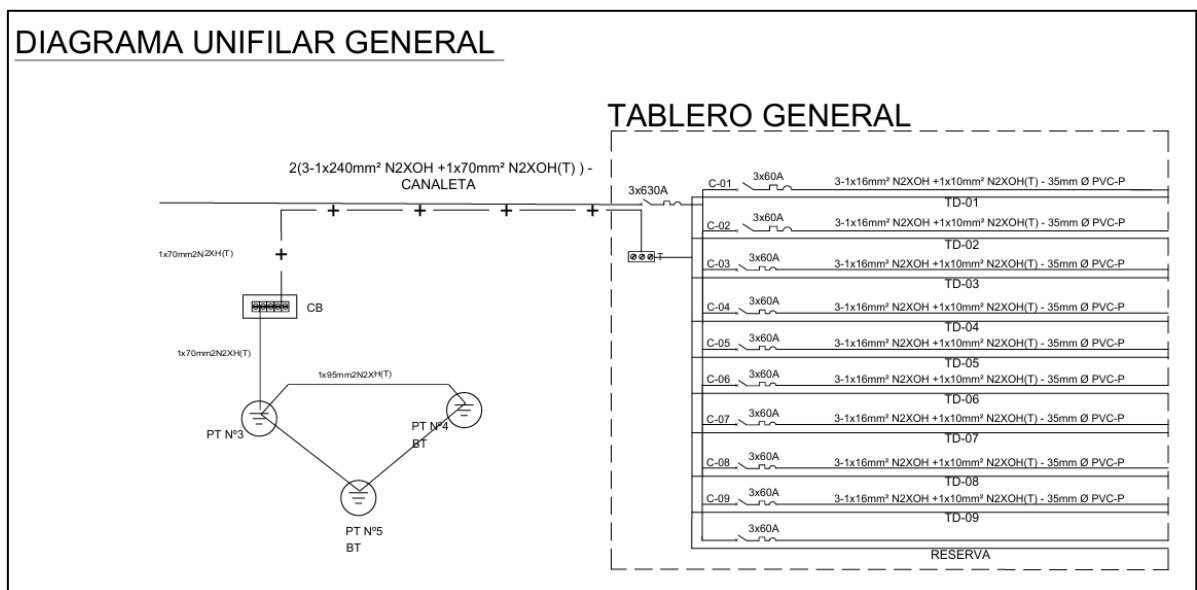 DIAGRAMA UNIFILAR GENERAL
TABLERO GENERAL
2(3-1x240mm² N2XOH +1x70mm² N2XOH(T) ) -
CANALETA
3x630A
T
1x70mm2N2XH(T)
CB
1x70mm2N2XH(T)
1x95mm2N2XH(T)
PT Nº3
PT Nº4
BT
PT Nº5
BT
C-01 3x60A 3-1x16mm² N2XOH +1x10mm² N2XOH(T) - 35mm Ø PVC-P
TD-01
C-02 3x60A 3-1x16mm² N2XOH +1x10mm² N2XOH(T) - 35mm Ø PVC-P
TD-02
C-03 3x60A 3-1x16mm² N2XOH +1x10mm² N2XOH(T) - 35mm Ø PVC-P
TD-03
C-04 3x60A 3-1x16mm² N2XOH +1x10mm² N2XOH(T) - 35mm Ø PVC-P
TD-04
C-05 3x60A 3-1x16mm² N2XOH +1x10mm² N2XOH(T) - 35mm Ø PVC-P
TD-05
C-06 3x60A 3-1x16mm² N2XOH +1x10mm² N2XOH(T) - 35mm Ø PVC-P
TD-06
C-07 3x60A 3-1x16mm² N2XOH +1x10mm² N2XOH(T) - 35mm Ø PVC-P
TD-07
C-08 3x60A 3-1x16mm² N2XOH +1x10mm² N2XOH(T) - 35mm Ø PVC-P
TD-08
C-09 3x60A 3-1x16mm² N2XOH +1x10mm² N2XOH(T) - 35mm Ø PVC-P
TD-09
3x60A
RESERVA